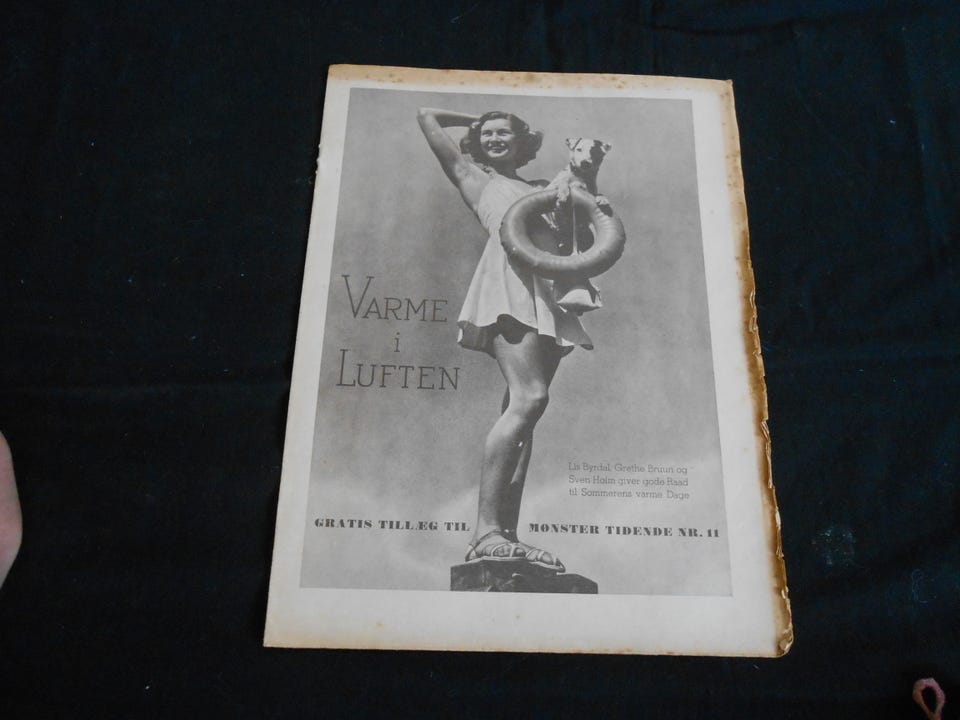 VARME
i
LUFTEN
Lis Byrdal, Grethe Bruun og
Sven Holm giver gode Raad
til Sommerens varme Dage
GRATIS TILLÆG TIL MØNSTER TIDENDE NR. 11